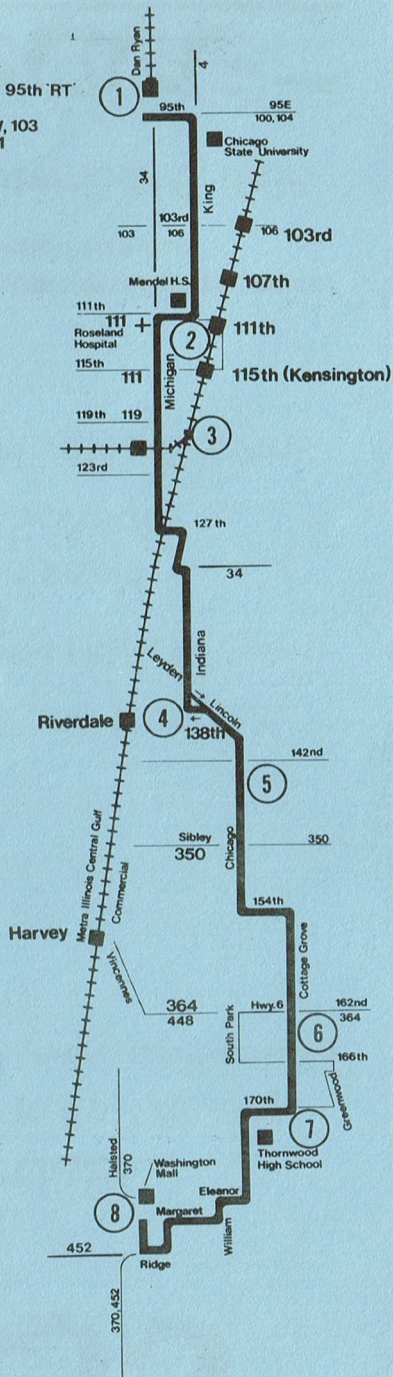 1
Dan Ryan
4
95th 'RT'
1
95th
95E
100, 104
, 103
1
Chicago
State University
34
King
103rd
103
106
106
103rd
107th
Mendel H.S.
111th
111
Roseland
Hospital
2
111th
115th
111
Michigan
115th (Kensington)
119th 119
3
123rd
127th
34
Indiana
Leyden
Lincoln
Riverdale
4
138th
142nd
5
Sibley
350
350
Chicago
Metra Illinois Central Gulf
Commercial
154th
Harvey
Vincennes
Cottage Grove
364
448
Hwy. 6
162nd
364
South Park
6
166th
Greenwood
170th
7
Thornwood
High School
Halsted
370
Washington
Mall
Eleanor
8
Margaret
William
452
Ridge
370, 452